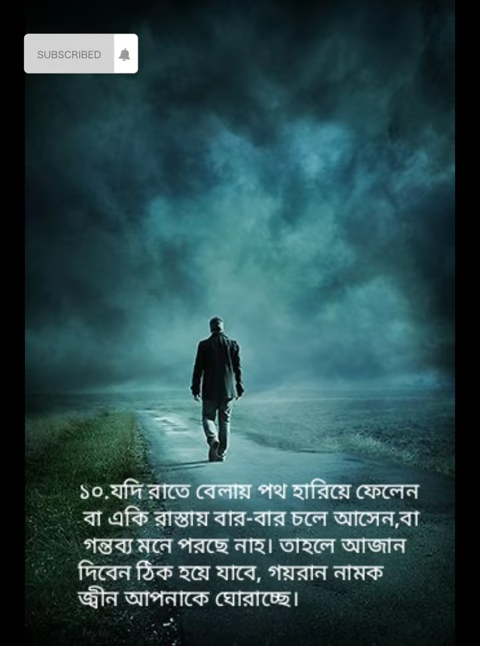 SUBSCRIBED
১০.যদি রাতে বেলায় পথ হারিয়ে ফেলেন
বা একি রাস্তায় বার-বার চলে আসেন,বা
গন্তব্য মনে পরছে নাহ। তাহলে আজান
দিবেন ঠিক হয়ে যাবে, গয়রান নামক
জ্বীন আপনাকে ঘোরাচ্ছে।